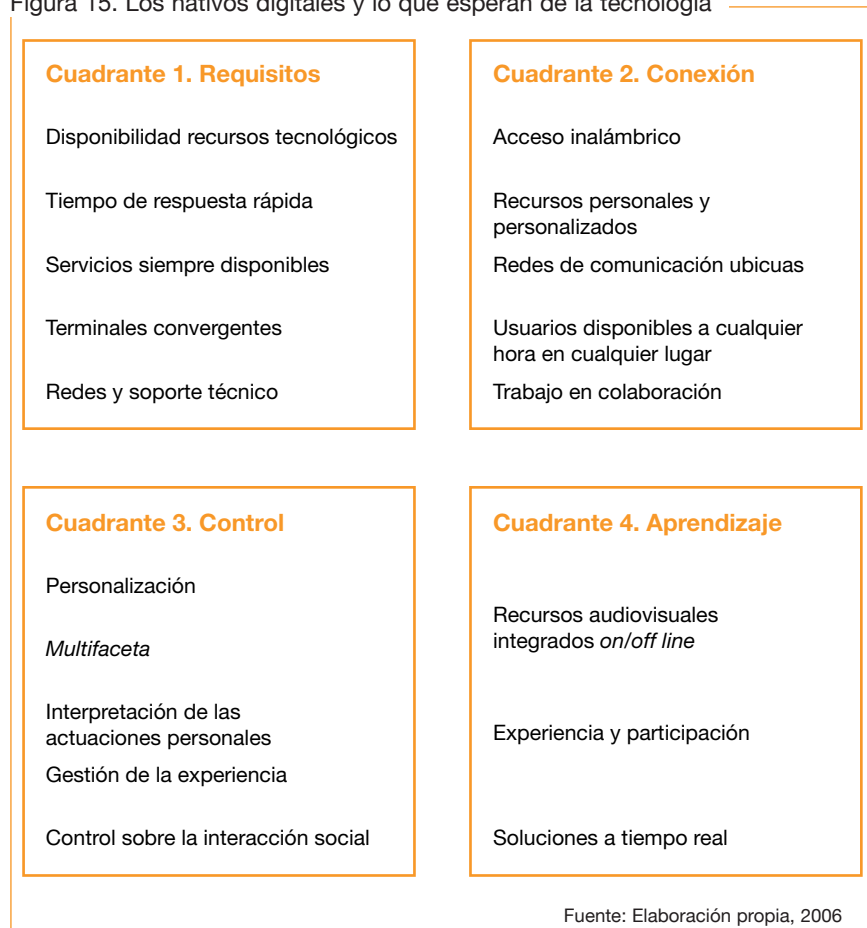 Figura 15. Los nativos digitales y lo que esperan de la tecnología
Cuadrante 1. Requisitos
Disponibilidad recursos tecnológicos
Tiempo de respuesta rápida
Servicios siempre disponibles
Terminales convergentes
Redes y soporte técnico
Cuadrante 2. Conexión
Acceso inalámbrico
Recursos personales y
personalizados
Redes de comunicación ubicuas
Usuarios disponibles a cualquier
hora en cualquier lugar
Trabajo en colaboración
Cuadrante 3. Control
Personalización
Multifaceta
Interpretación de las
actuaciones personales
Gestión de la experiencia
Control sobre la interacción social
Cuadrante 4. Aprendizaje
Recursos audiovisuales
integrados on/off line
Experiencia y participación
Soluciones a tiempo real
Fuente: Elaboración propia, 2006